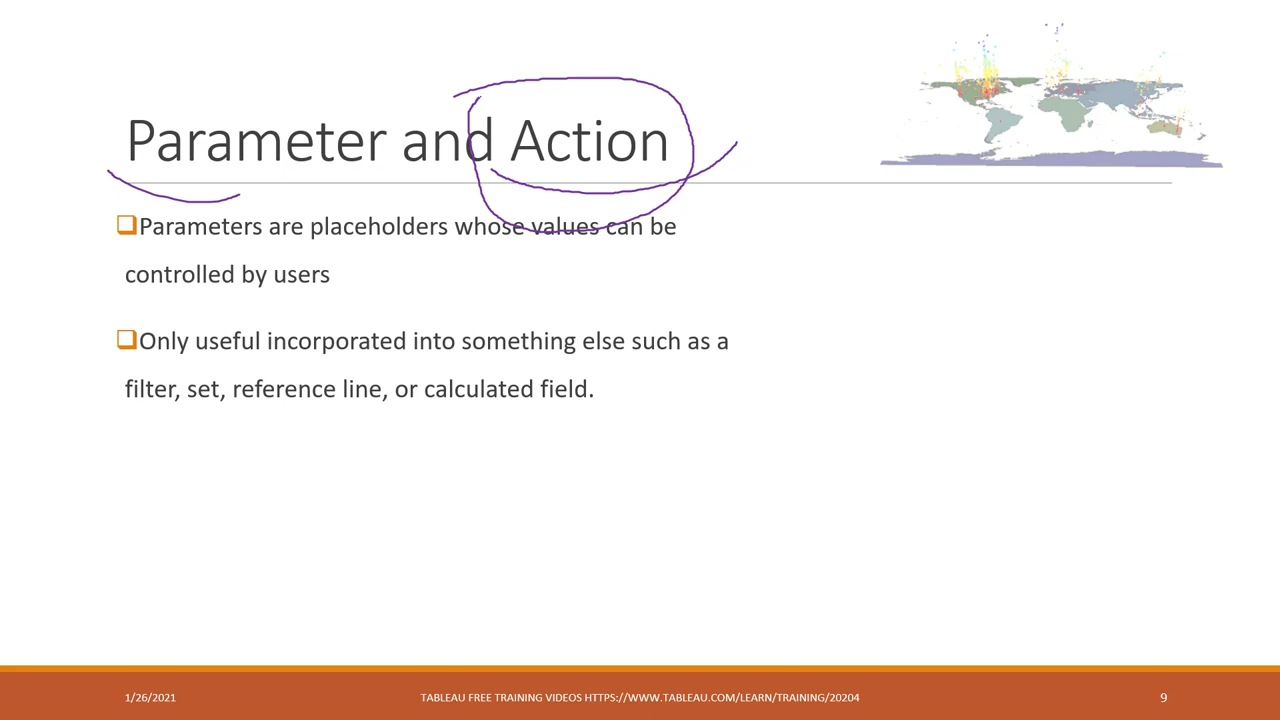 Parameter and Action
Parameters are placeholders whose values can be
controlled by users
Only useful incorporated into something else such as a
filter, set, reference line, or calculated field.
1/26/2021 TABLEAU FREE TRAINING VIDEOS HTTPS://WWW.TABLEAU.COM/LEARN/TRAINING/20204 9